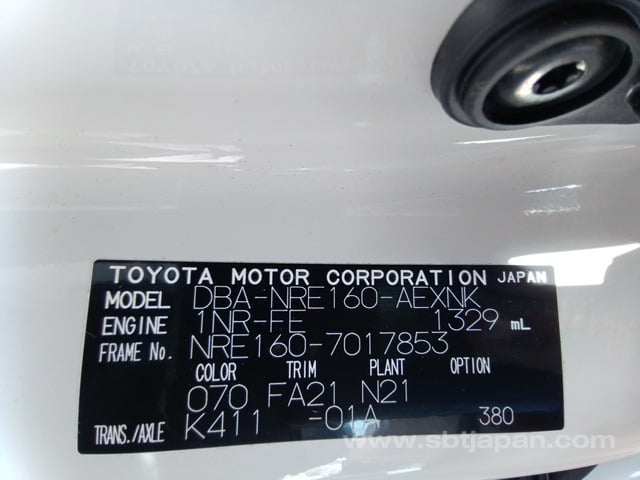 TOYOTA MOTOR CORPORATION JAPAN
MODEL DBA-NRE160-AEXNK
ENGINE 1NR-FE 1329 mL
FRAME No. NRE160-7017853
COLOR TRIM PLANT OPTION
070 FA21 N21
TRANS./AXLE K411 -01A 380
www.sbtjapan.com